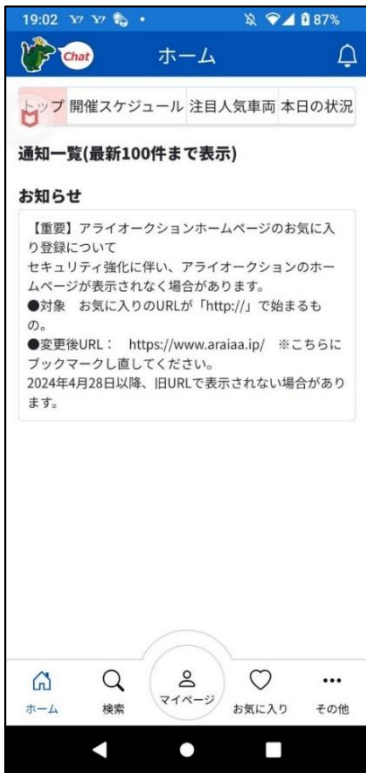 19:02
87%
Chat
ホーム
トップ 開催スケジュール 注目人気車両 本日の状況
通知一覧(最新100件まで表示)
お知らせ
【重要】アライオークションホームページのお気に入
り登録について
セキュリティ強化に伴い、アライオークションのホー
ムページが表示されなく場合があります。
●対象 お気に入りのURLが「http://」で始まるも
の。
●変更後URL： https://www.araiaa.jp/ ※こちらに
ブックマークし直してください。
2024年4月28日以降、旧URLで表示されない場合があり
ます。
ホーム 検索 マイページ お気に入り その他